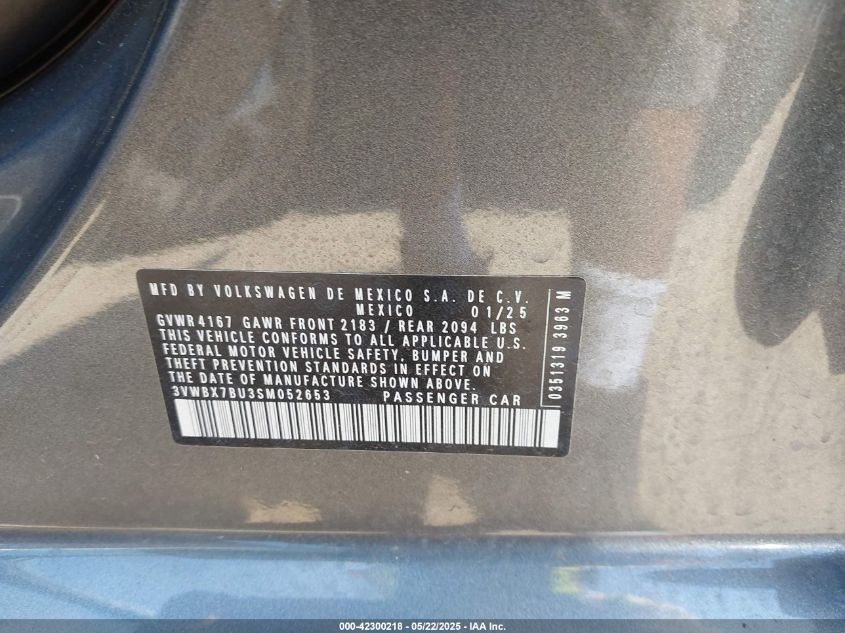 MFD BY VOLKSWAGEN DE MEXICO S.A. DE C.V.
MEXICO 01/25
GVWR 4167 GAWR FRONT 2183 / REAR 2094 LBS
THIS VEHICLE CONFORMS TO ALL APPLICABLE U.S.
FEDERAL MOTOR VEHICLE SAFETY, BUMPER AND
THEFT PREVENTION STANDARDS IN EFFECT ON
THE DATE OF MANUFACTURE SHOWN ABOVE.
3VWBX7BU3SM052653 PASSENGER CAR
0351319 3963 M
000-42300218 - 05/22/2025 - IAA Inc.